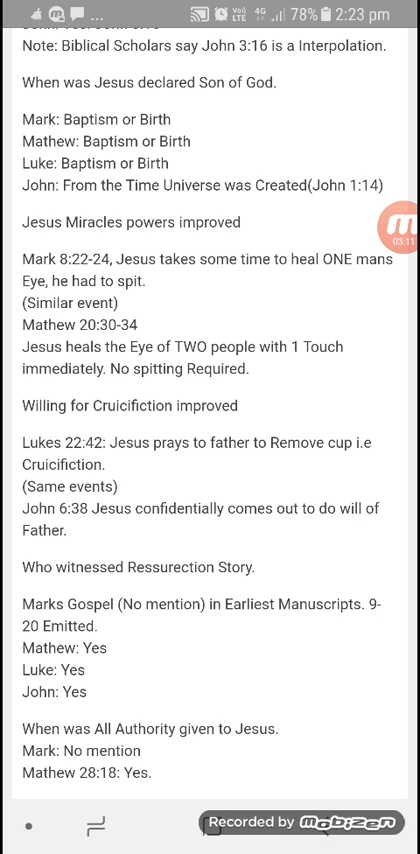 ... Vo)) LTE 4G 78% 2:23 pm
Note: Biblical Scholars say John 3:16 is a Interpolation.
When was Jesus declared Son of God.
Mark: Baptism or Birth
Mathew: Baptism or Birth
Luke: Baptism or Birth
John: From the Time Universe was Created(John 1:14)
Jesus Miracles powers improved
03:11
Mark 8:22-24, Jesus takes some time to heal ONE mans
Eye, he had to spit.
(Similar event)
Mathew 20:30-34
Jesus heals the Eye of TWO people with 1 Touch
immediately. No spitting Required.
Willing for Cruicifiction improved
Lukes 22:42: Jesus prays to father to Remove cup i.e
Cruicifiction.
(Same events)
John 6:38 Jesus confidentially comes out to do will of
Father.
Who witnessed Ressurection Story.
Marks Gospel (No mention) in Earliest Manuscripts. 9-
20 Emitted.
Mathew: Yes
Luke: Yes
John: Yes
When was All Authority given to Jesus.
Mark: No mention
Mathew 28:18: Yes.
Recorded by mobizen